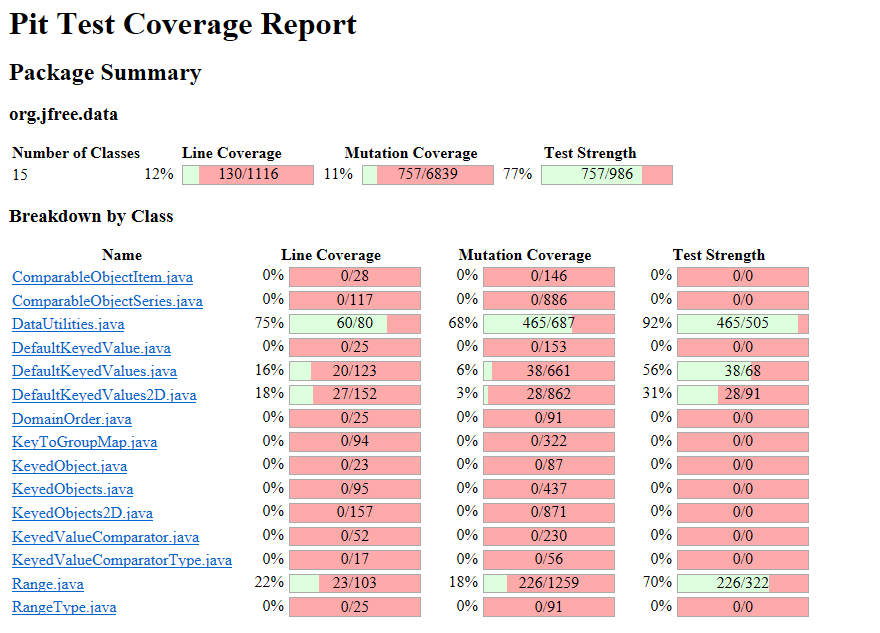 Pit Test Coverage Report
Package Summary
org.jfree.data
Number of Classes Line Coverage Mutation Coverage Test Strength
15 12% 130/1116 11% 757/6839 77% 757/986
Breakdown by Class
Name Line Coverage Mutation Coverage Test Strength
ComparableObjectItem.java 0% 0/28 0% 0/146 0% 0/0
ComparableObjectSeries.java 0% 0/117 0% 0/886 0% 0/0
DataUtilities.java 75% 60/80 68% 465/687 92% 465/505
DefaultKeyedValue.java 0% 0/25 0% 0/153 0% 0/0
DefaultKeyedValues.java 16% 20/123 6% 38/661 56% 38/68
DefaultKeyedValues2D.java 18% 27/152 3% 28/862 31% 28/91
DomainOrder.java 0% 0/25 0% 0/91 0% 0/0
KeyToGroupMap.java 0% 0/94 0% 0/322 0% 0/0
KeyedObject.java 0% 0/23 0% 0/87 0% 0/0
KeyedObjects.java 0% 0/95 0% 0/437 0% 0/0
KeyedObjects2D.java 0% 0/157 0% 0/871 0% 0/0
KeyedValueComparator.java 0% 0/52 0% 0/230 0% 0/0
KeyedValueComparatorType.java 0% 0/17 0% 0/56 0% 0/0
Range.java 22% 23/103 18% 226/1259 70% 226/322
RangeType.java 0% 0/25 0% 0/91 0% 0/0